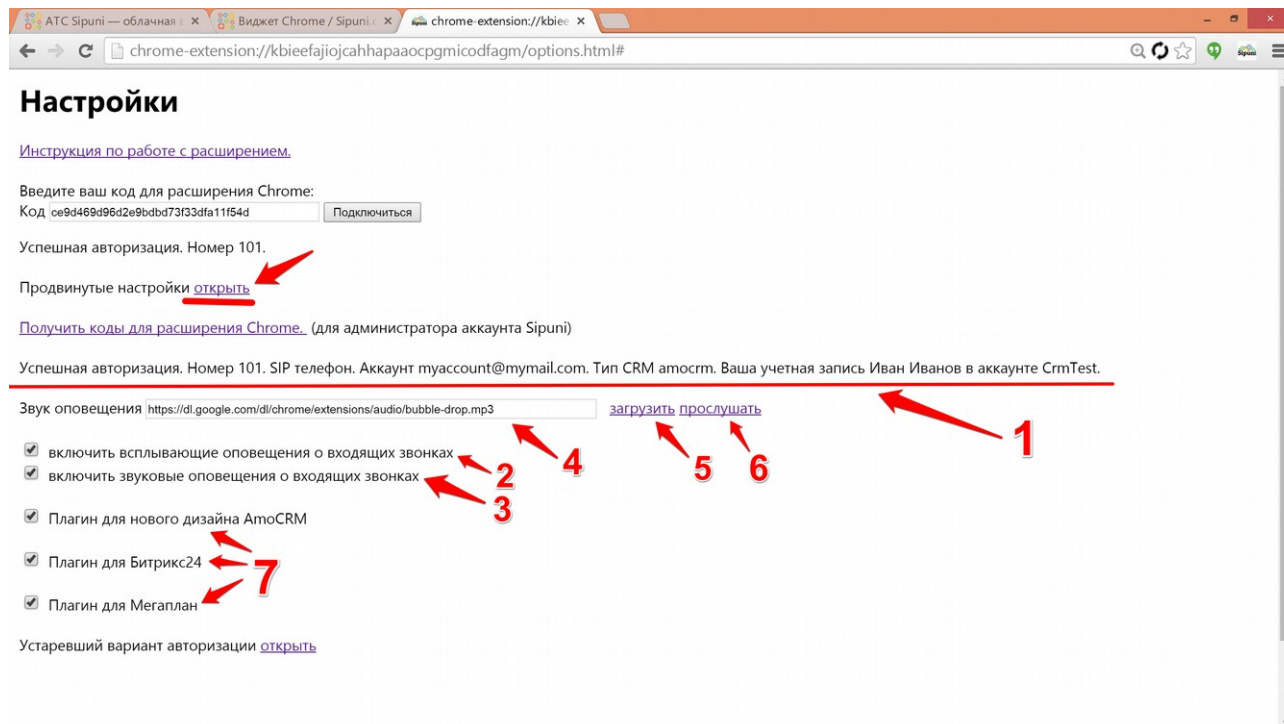 АТС Sipuni — облачная
Виджет Chrome / Sipuni.
chrome-extension://kbiee
chrome-extension://kbieefajiojcahhapaaocpgmicodfagm/options.html#
Sipuni
Настройки
Инструкция по работе с расширением.
Введите ваш код для расширения Chrome:
Код ce9d469d96d2e9bdbd73f33dfa11f54d Подключиться
Успешная авторизация. Номер 101.
Продвинутые настройки открыть
Получить коды для расширения Chrome. (для администратора аккаунта Sipuni)
Успешная авторизация. Номер 101. SIP телефон. Аккаунт myaccount@mymail.com. Тип CRM amocrm. Ваша учетная запись Иван Иванов в аккаунте CrmTest.
1
Звук оповещения https://dl.google.com/dl/chrome/extensions/audio/bubble-drop.mp3 загрузить прослушать
4 5 6
включить всплывающие оповещения о входящих звонках 2
включить звуковые оповещения о входящих звонках 3
Плагин для нового дизайна AmoCRM
Плагин для Битрикс24 7
Плагин для Мегаплан
Устаревший вариант авторизации открыть